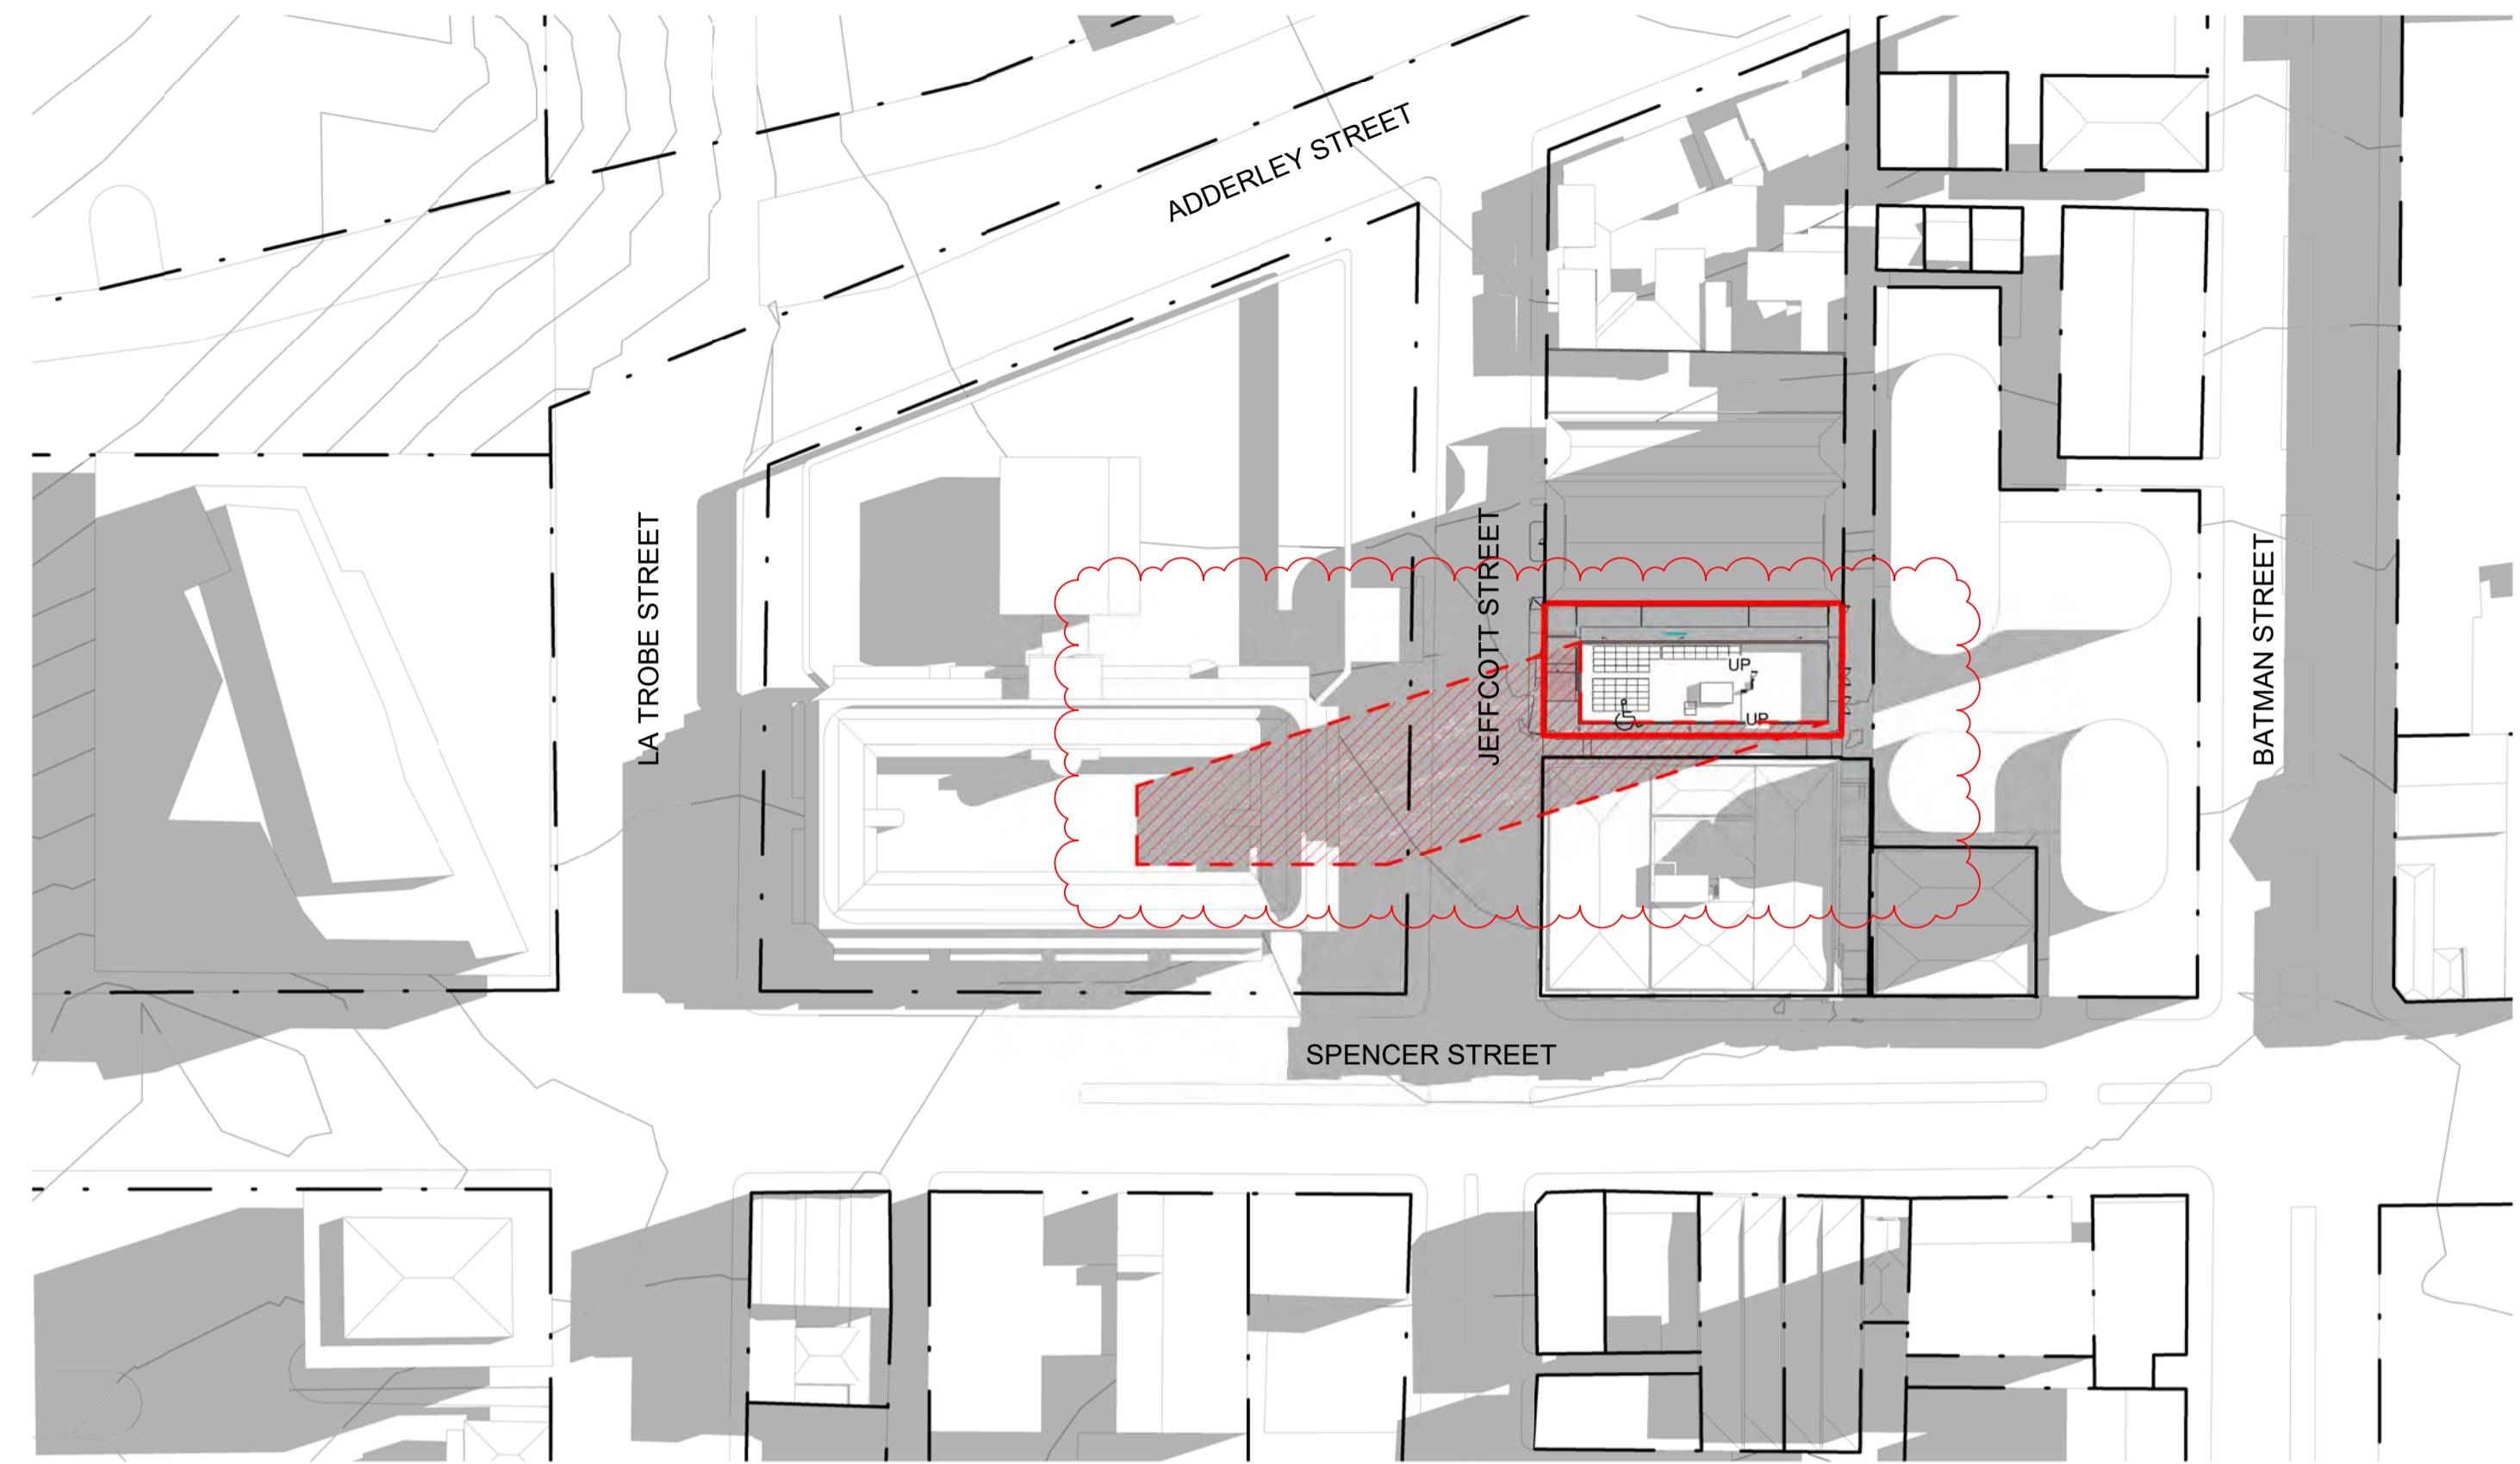 ADDERLEY STREET
LA TROBE STREET
JEFFCOTT STREET
BATMAN STREET
UP
UP
SPENCER STREET